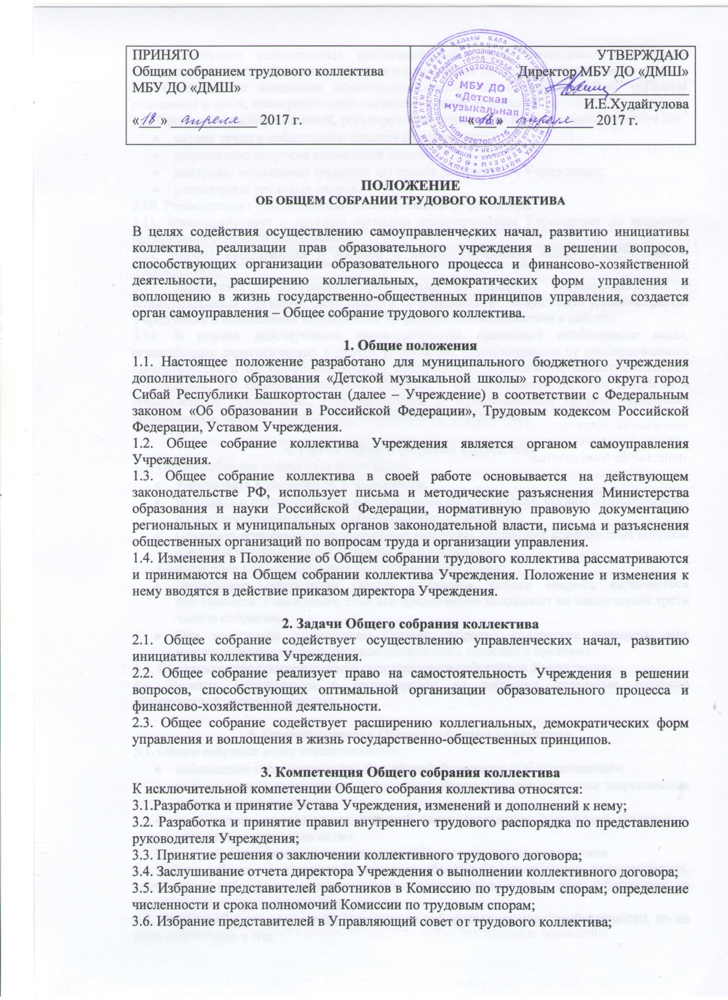 ПРИНЯТО
Общим собранием трудового коллектива
МБУ ДО «ДМШ»
«18» апреля 2017 г.
УТВЕРЖДАЮ
Директор МБУ ДО «ДМШ»
И.Е.Худайгулова
«18» апреля 2017 г.
ОГРН 1020202035479
МБУ ДО
«Детская
музыкальная
школа»
ИНН 0267008716
ПОЛОЖЕНИЕ
ОБ ОБЩЕМ СОБРАНИИ ТРУДОВОГО КОЛЛЕКТИВА
В целях содействия осуществлению самоуправленческих начал, развитию инициативы
коллектива, реализации прав образовательного учреждения в решении вопросов,
способствующих организации образовательного процесса и финансово-хозяйственной
деятельности, расширению коллегиальных, демократических форм управления и
воплощению в жизнь государственно-общественных принципов управления, создается
орган самоуправления – Общее собрание трудового коллектива.
1. Общие положения
1.1. Настоящее положение разработано для муниципального бюджетного учреждения
дополнительного образования «Детской музыкальной школы» городского округа город
Сибай Республики Башкортостан (далее – Учреждение) в соответствии с Федеральным
законом «Об образовании в Российской Федерации», Трудовым кодексом Российской
Федерации, Уставом Учреждения.
1.2. Общее собрание коллектива Учреждения является органом самоуправления
Учреждения.
1.3. Общее собрание коллектива в своей работе основывается на действующем
законодательстве РФ, использует письма и методические разъяснения Министерства
образования и науки Российской Федерации, нормативную правовую документацию
региональных и муниципальных органов законодательной власти, письма и разъяснения
общественных организаций по вопросам труда и организации управления.
1.4. Изменения в Положение об Общем собрании трудового коллектива рассматриваются
и принимаются на Общем собрании коллектива Учреждения. Положение и изменения к
нему вводятся в действие приказом директора Учреждения.
2. Задачи Общего собрания коллектива
2.1. Общее собрание содействует осуществлению управленческих начал, развитию
инициативы коллектива Учреждения.
2.2. Общее собрание реализует право на самостоятельность Учреждения в решении
вопросов, способствующих оптимальной организации образовательного процесса и
финансово-хозяйственной деятельности.
2.3. Общее собрание содействует расширению коллегиальных, демократических форм
управления и воплощения в жизнь государственно-общественных принципов.
3. Компетенция Общего собрания коллектива
К исключительной компетенции Общего собрания коллектива относятся:
3.1.Разработка и принятие Устава Учреждения, изменений и дополнений к нему;
3.2. Разработка и принятие правил внутреннего трудового распорядка по представлению
руководителя Учреждения;
3.3. Принятие решения о заключении коллективного трудового договора;
3.4. Заслушивание отчета директора Учреждения о выполнении коллективного договора;
3.5. Избрание представителей работников в Комиссию по трудовым спорам; определение
численности и срока полномочий Комиссии по трудовым спорам;
3.6. Избрание представителей в Управляющий совет от трудового коллектива;